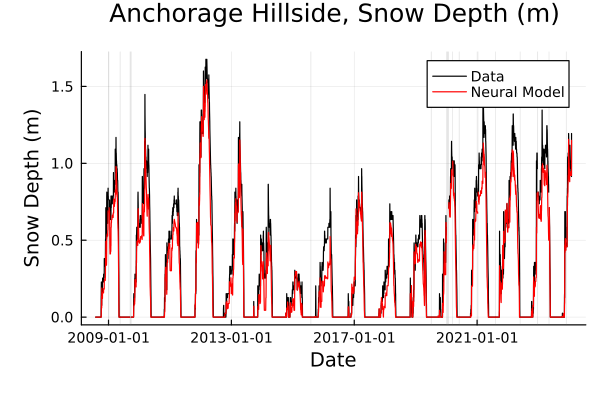 Anchorage Hillside, Snow Depth (m)
Data
Neural Model
Snow Depth (m)
1.5
1.0
0.5
0.0
2009-01-01 2013-01-01 2017-01-01 2021-01-01
Date